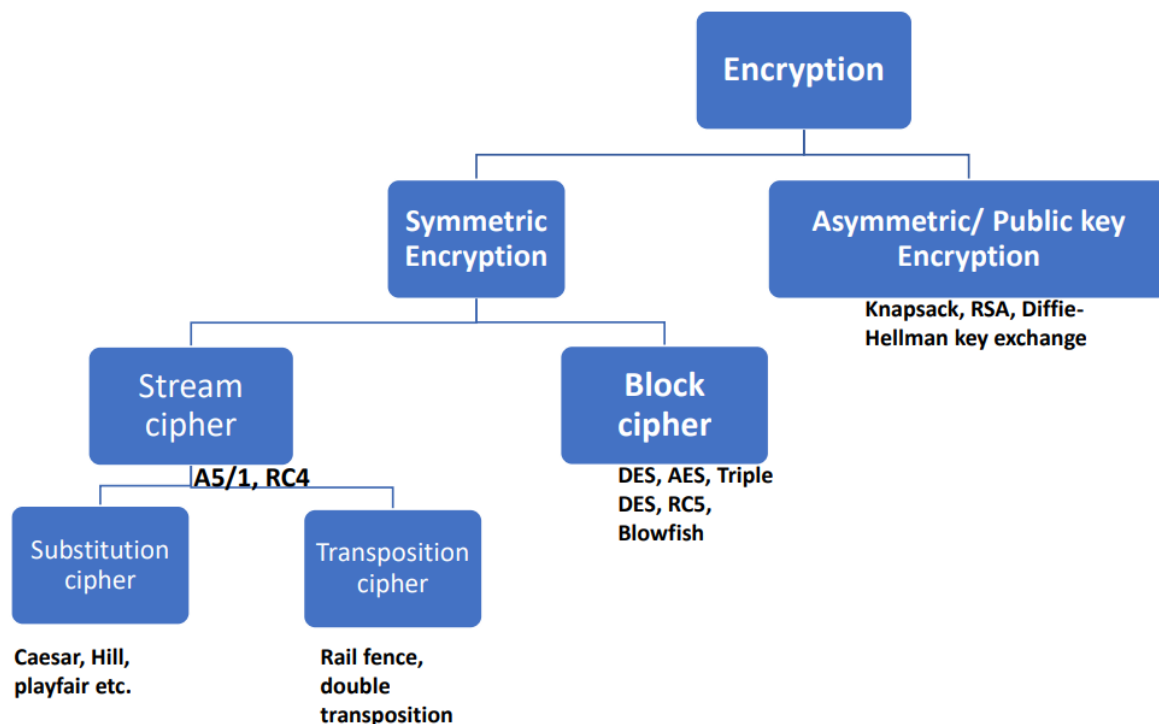 Encryption
Symmetric
Encryption
Asymmetric/ Public key
Encryption
Knapsack, RSA, Diffie-
Hellman key exchange
Stream
cipher
A5/1, RC4
Block
cipher
DES, AES, Triple
DES, RC5,
Blowfish
Substitution
cipher
Caesar, Hill,
playfair etc.
Transposition
cipher
Rail fence,
double
transposition